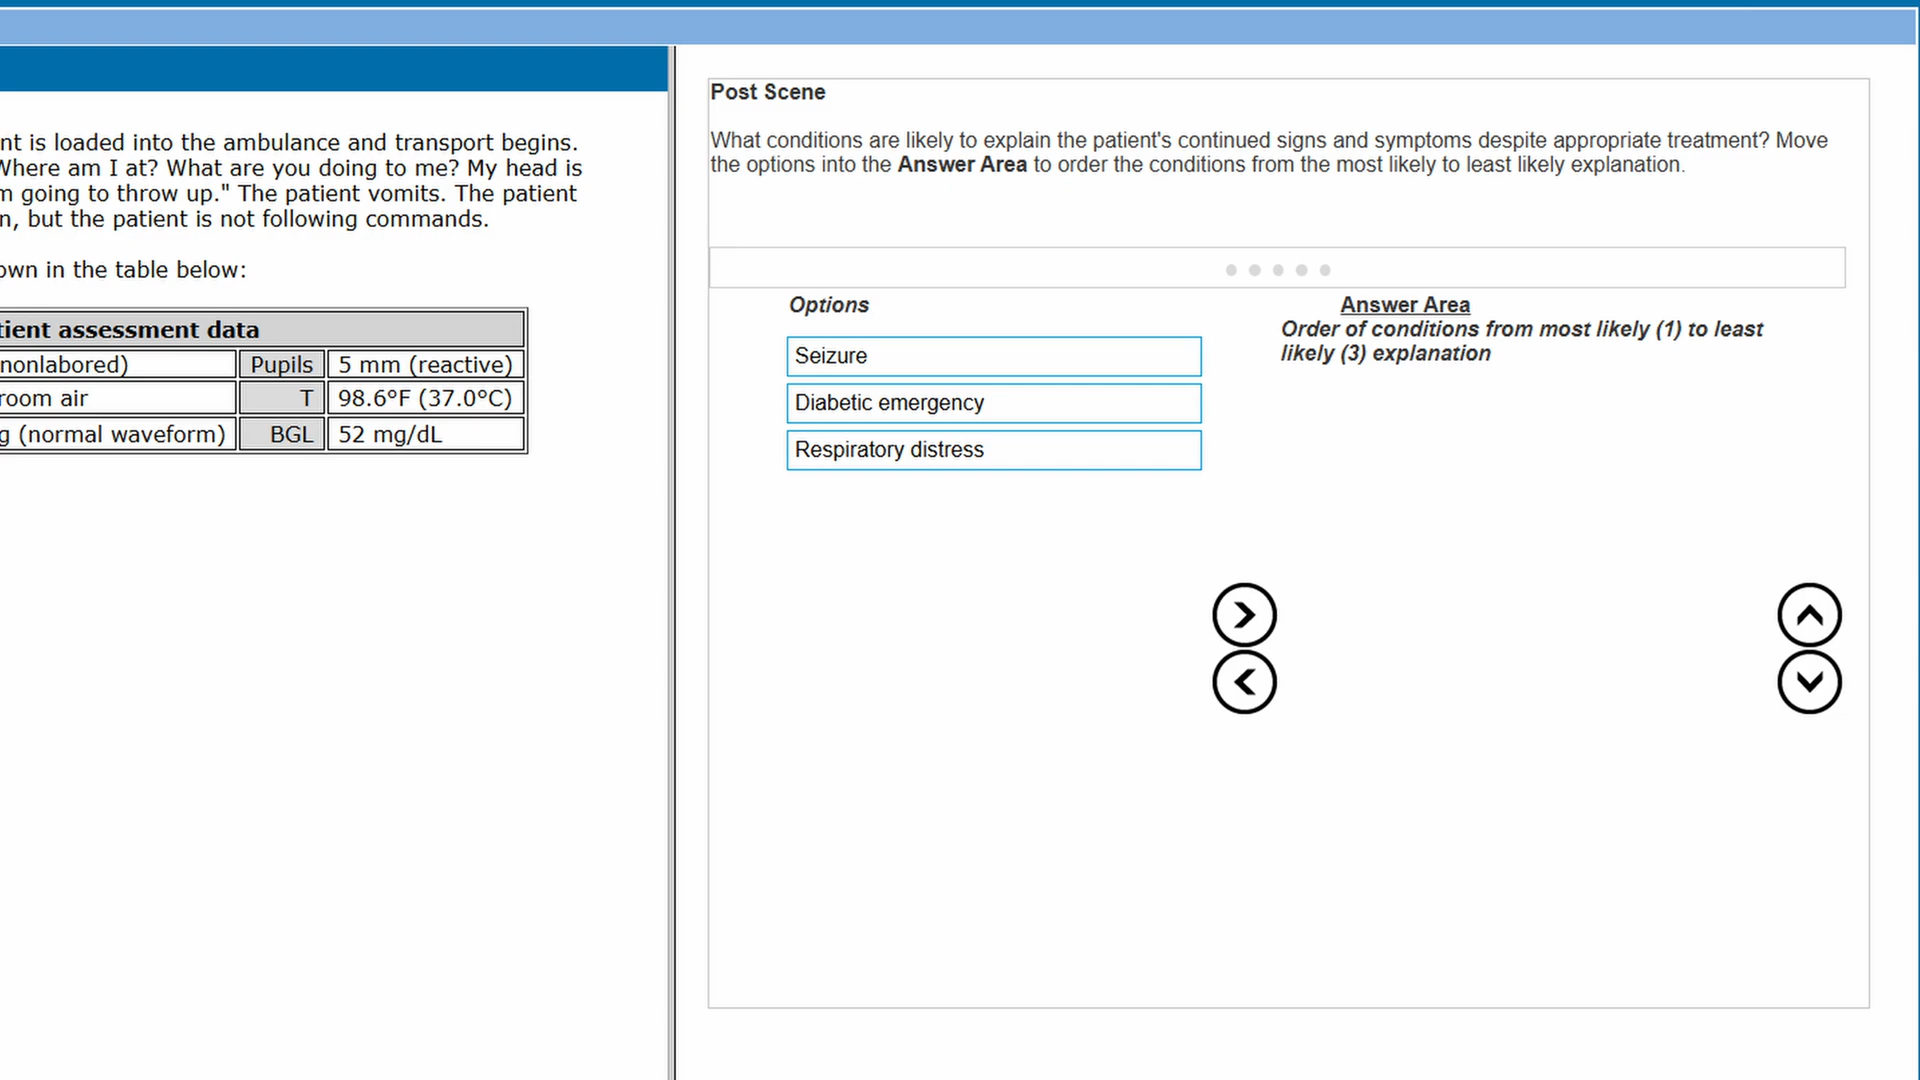 nt is loaded into the ambulance and transport begins.
Where am I at? What are you doing to me? My head is
m going to throw up." The patient vomits. The patient
n, but the patient is not following commands.
own in the table below:
tient assessment data
nonlabored) Pupils 5 mm (reactive)
room air T 98.6°F (37.0°C)
g (normal waveform) BGL 52 mg/dL
Post Scene
What conditions are likely to explain the patient's continued signs and symptoms despite appropriate treatment? Move
the options into the Answer Area to order the conditions from the most likely to least likely explanation.
Options
Seizure
Diabetic emergency
Respiratory distress
Answer Area
Order of conditions from most likely (1) to least
likely (3) explanation